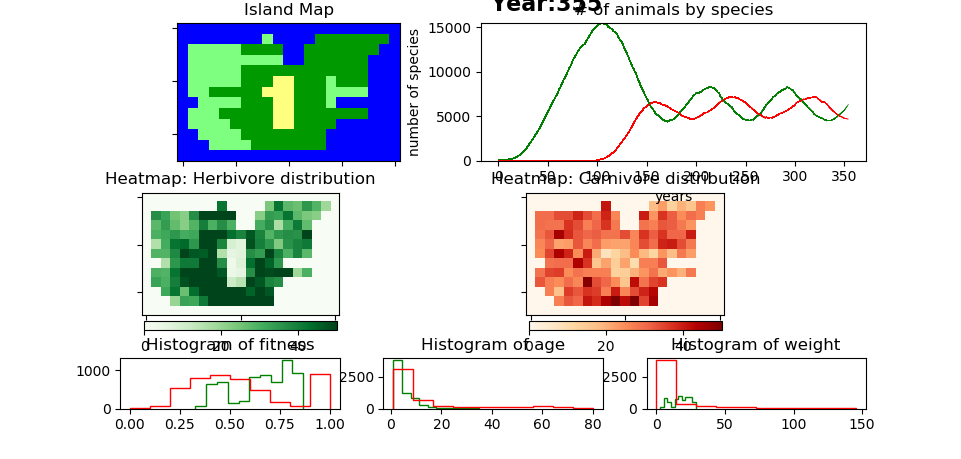 Year:355
Island Map
# of animals by species
number of species
15000
10000
5000
0
0 50 100 150 200 250 300 350
years
Heatmap: Herbivore distribution
Heatmap: Carnivore distribution
0 20 40
0 20 40
Histogram of fitness
Histogram of age
Histogram of weight
1000
0
0.00 0.25 0.50 0.75 1.00
2500
0
0 20 40 60 80
2500
0
0 50 100 150